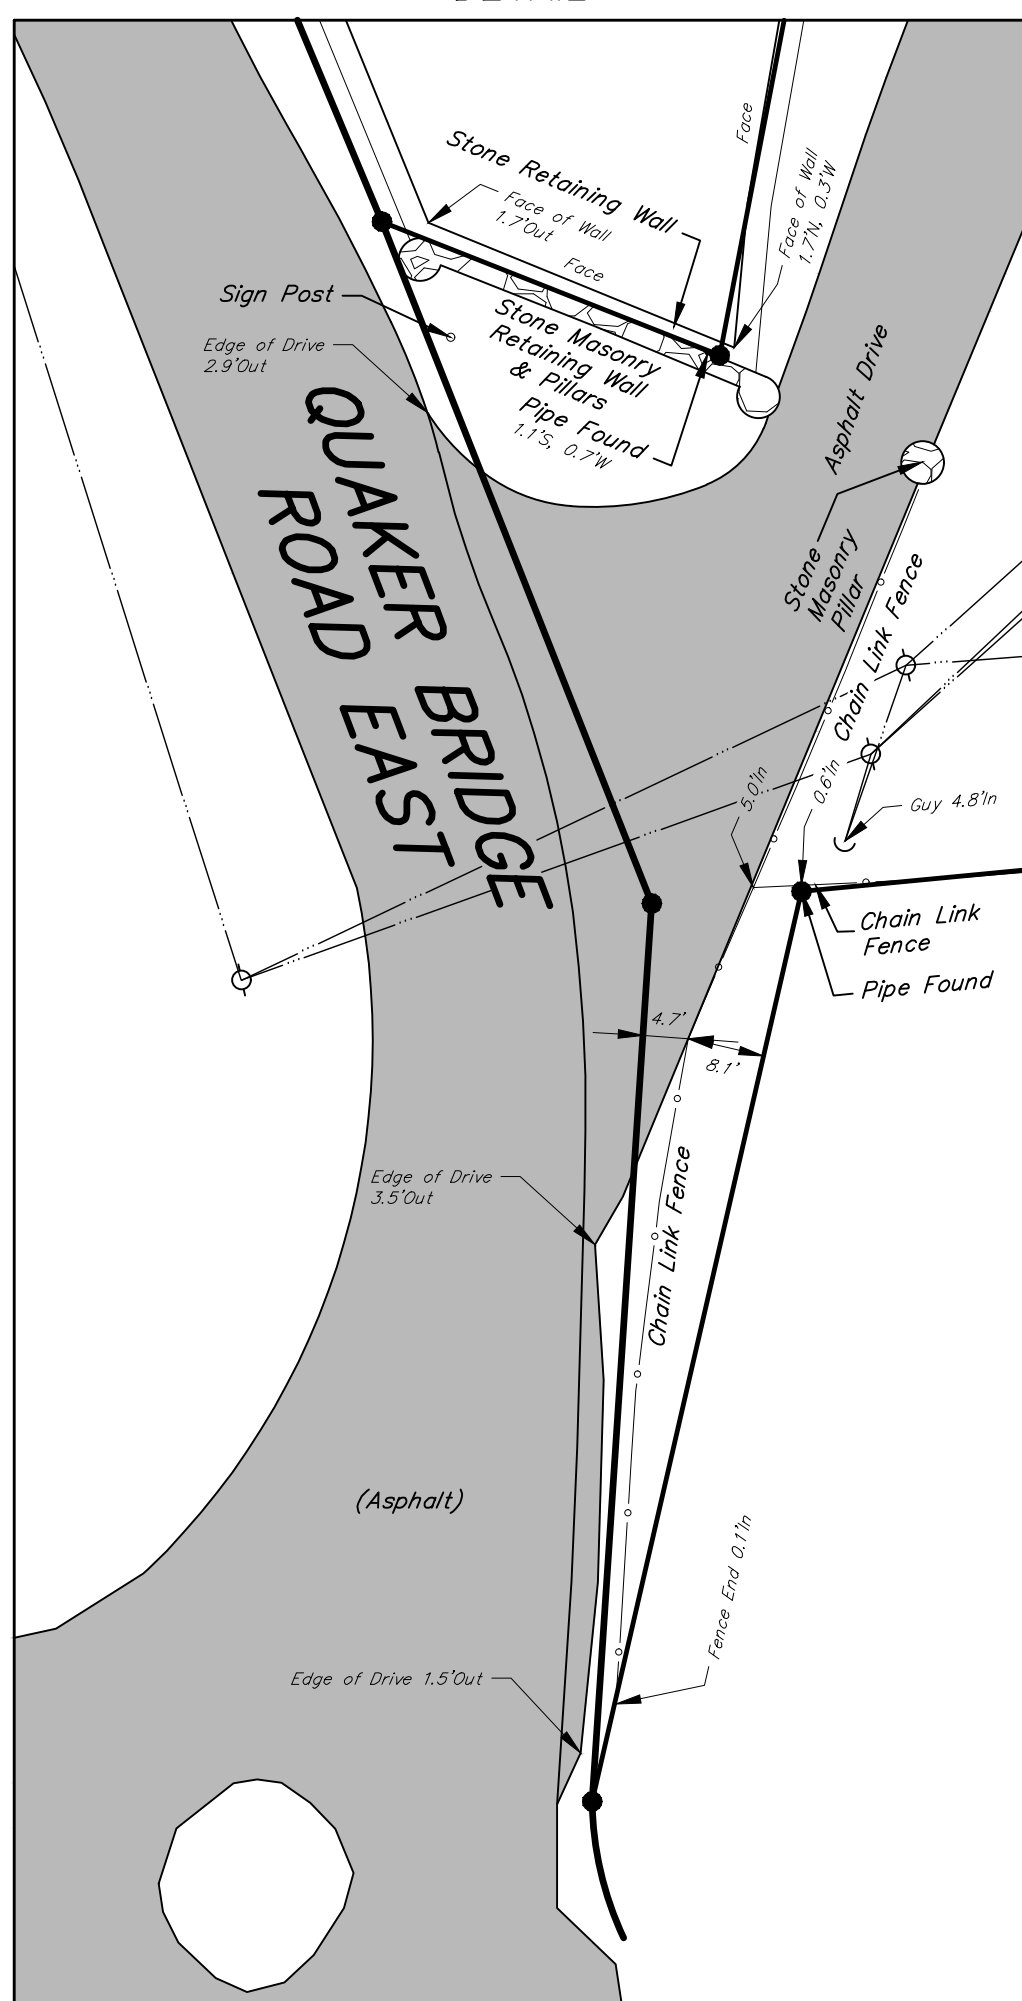 Face
Stone Retaining Wall
Face of Wall
1.7'Out
Face of Wall
1.7'N, 0.3'W
Face
Sign Post
Edge of Drive
2.9'Out
Stone Masonry
Retaining Wall
& Pillars
Pipe Found
1.1'S, 0.7'W
Asphalt Drive
QUAKER BRIDGE
ROAD EAST
Stone
Masonry
Pillar
Chain Link Fence
5.0'In
0.6'In
Guy 4.8'In
Chain Link
Fence
Pipe Found
4.7'
8.1'
Edge of Drive
3.5'Out
Chain Link Fence
(Asphalt)
Fence End 0.1'In
Edge of Drive 1.5'Out